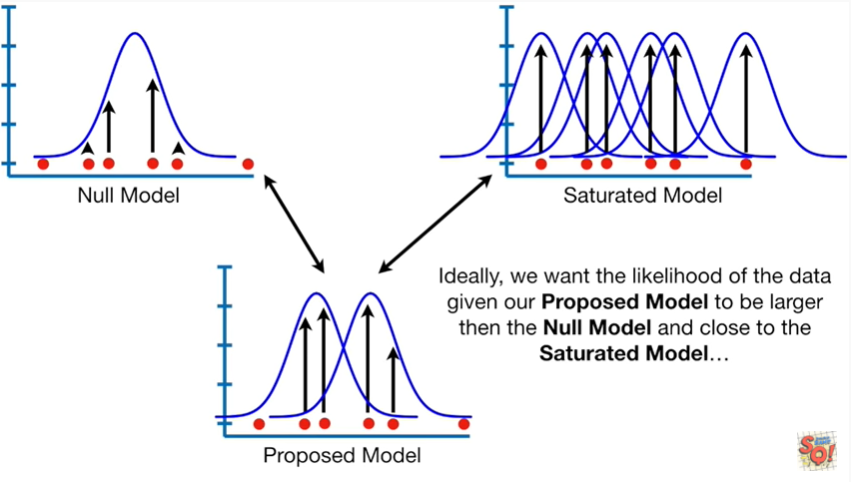 Null Model
Saturated Model
Ideally, we want the likelihood of the data
given our Proposed Model to be larger
then the Null Model and close to the
Saturated Model...
Proposed Model
SO!